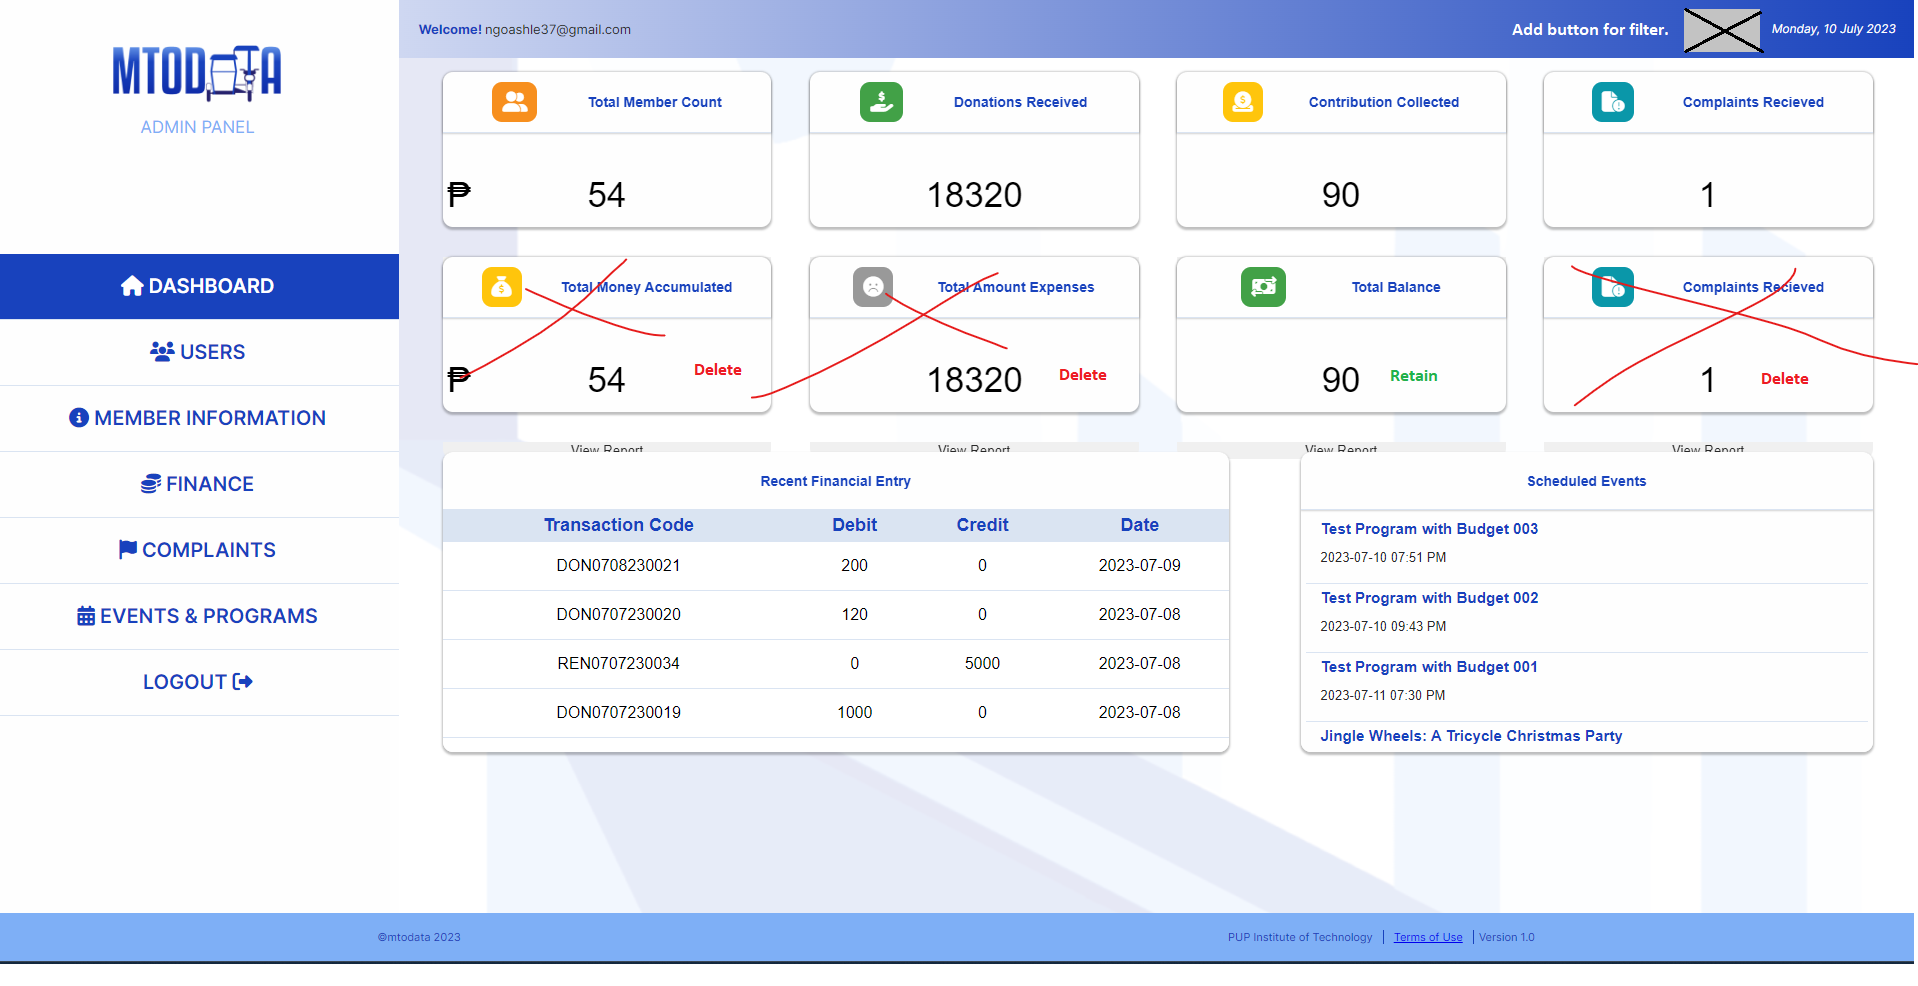 MTODATA
ADMIN PANEL
DASHBOARD
USERS
MEMBER INFORMATION
FINANCE
COMPLAINTS
EVENTS & PROGRAMS
LOGOUT
Welcome! ngoashle37@gmail.com
Add button for filter.
Monday, 10 July 2023
Total Member Count
₱ 54
Donations Received
18320
Contribution Collected
90
Complaints Recieved
1
Total Money Accumulated
₱ 54 Delete
Total Amount Expenses
18320 Delete
Total Balance
90 Retain
Complaints Recieved
1 Delete
View Report View Report View Report View Report
Recent Financial Entry
Transaction Code Debit Credit Date
DON0708230021 200 0 2023-07-09
DON0707230020 120 0 2023-07-08
REN0707230034 0 5000 2023-07-08
DON0707230019 1000 0 2023-07-08
Scheduled Events
Test Program with Budget 003
2023-07-10 07:51 PM
Test Program with Budget 002
2023-07-10 09:43 PM
Test Program with Budget 001
2023-07-11 07:30 PM
Jingle Wheels: A Tricycle Christmas Party
©mtodata 2023
PUP Institute of Technology | Terms of Use | Version 1.0